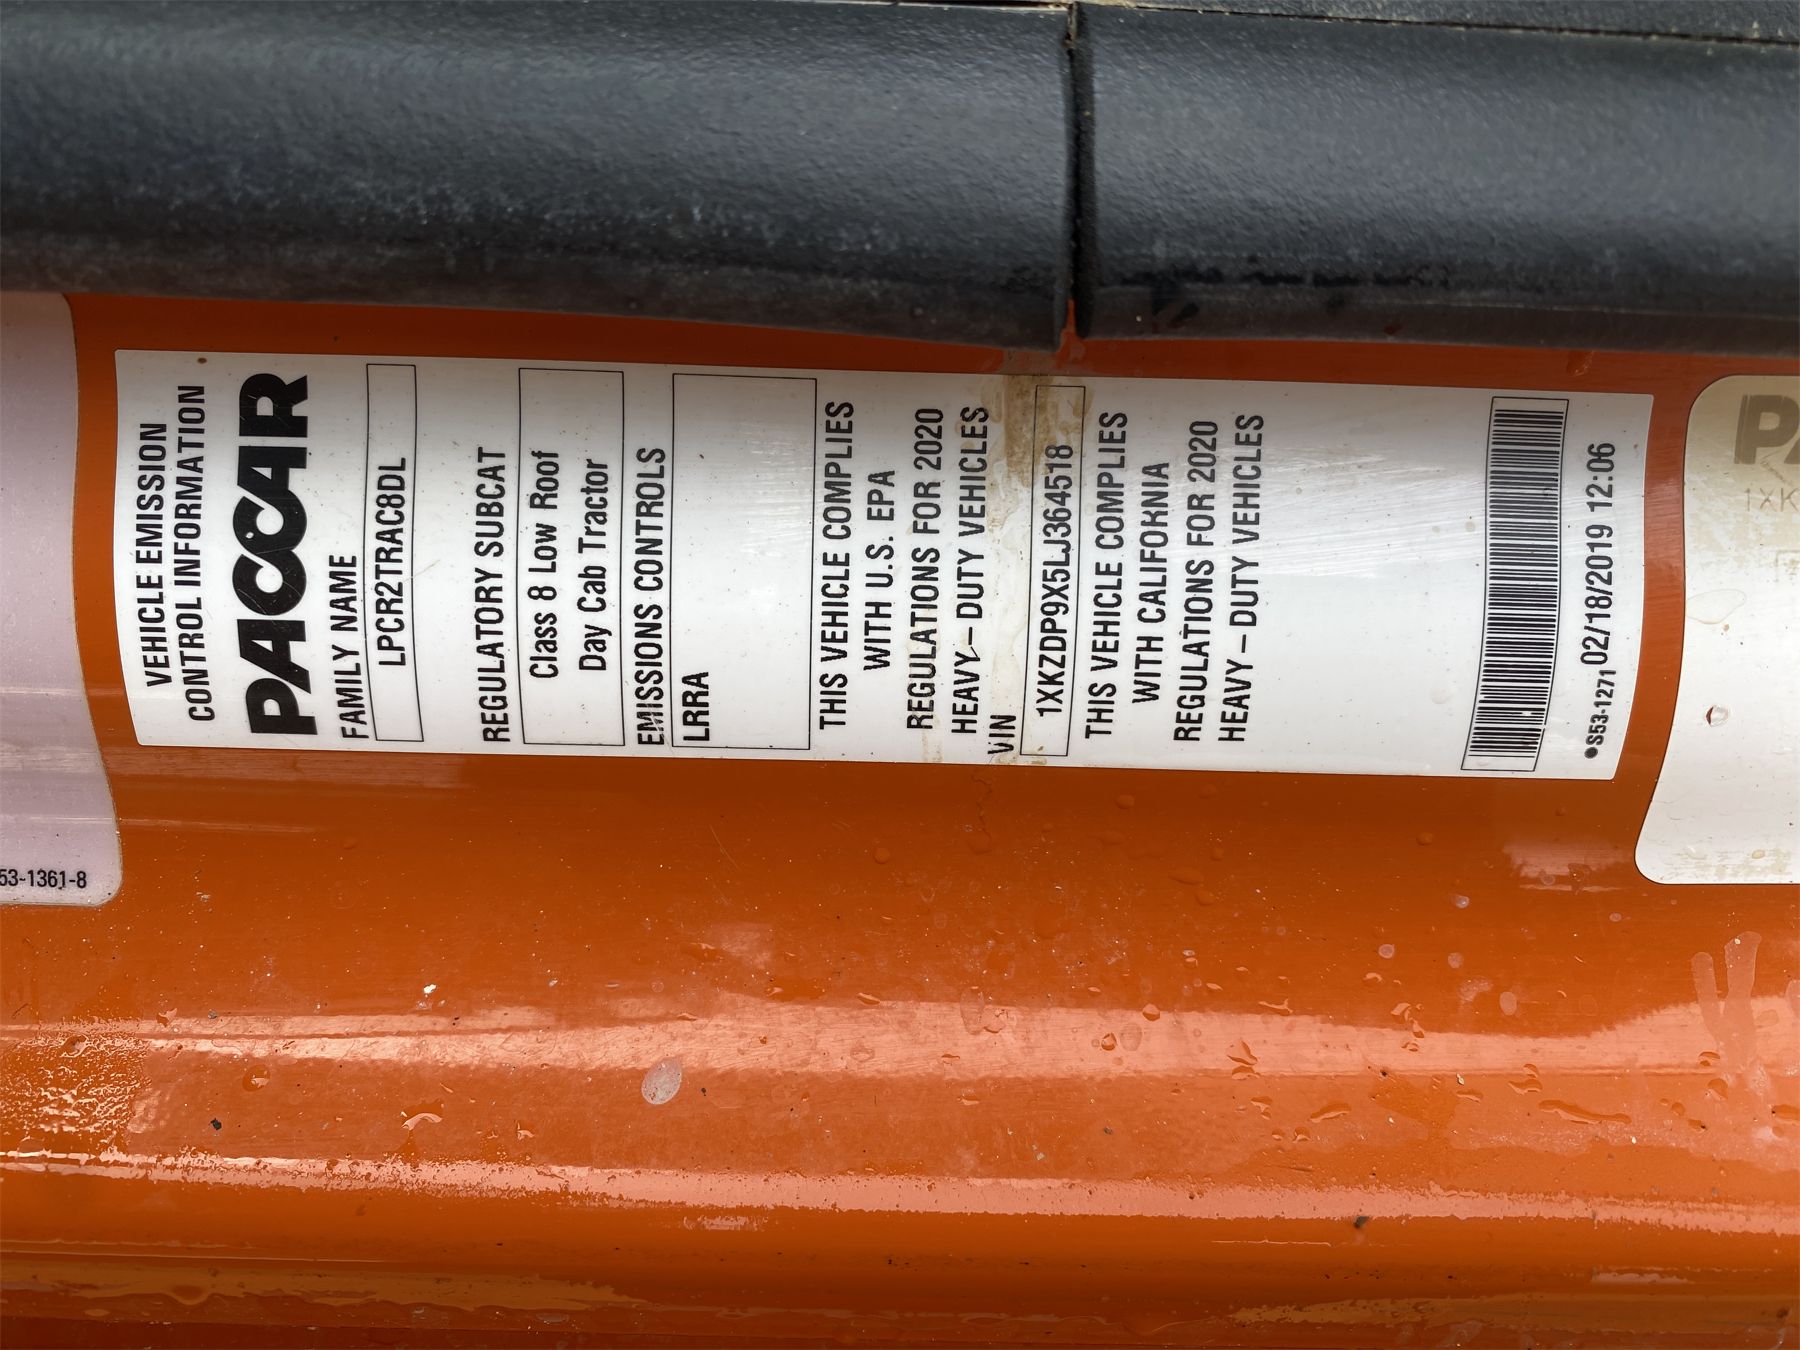 VEHICLE EMISSION
CONTROL INFORMATION
PACCAR
FAMILY NAME
LPCR2TRAC8DL
REGULATORY SUBCAT
Class 8 Low Roof
Day Cab Tractor
EMISSIONS CONTROLS
LRRA
THIS VEHICLE COMPLIES
WITH U.S. EPA
REGULATIONS FOR 2020
HEAVY-DUTY VEHICLES
VIN
1XKZDP9X5LJ364518
THIS VEHICLE COMPLIES
WITH CALIFORNIA
REGULATIONS FOR 2020
HEAVY-DUTY VEHICLES
●S53-1271 02/18/2019 12:06
53-1361-8
PA
1XK